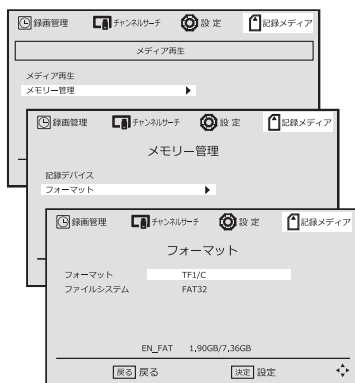 録画管理 チャンネルサーチ 設 定 記録メディア
メディア再生
メディア再生
メモリー管理
録画管理 チャンネルサーチ 設 定 記録メディア
メモリー管理
記録デバイス
フォーマット
録画管理 チャンネルサーチ 設 定 記録メディア
フォーマット
フォーマット TF1/C
ファイルシステム FAT32
EN_FAT 1,90GB/7,36GB
戻る 戻る 決定 設定